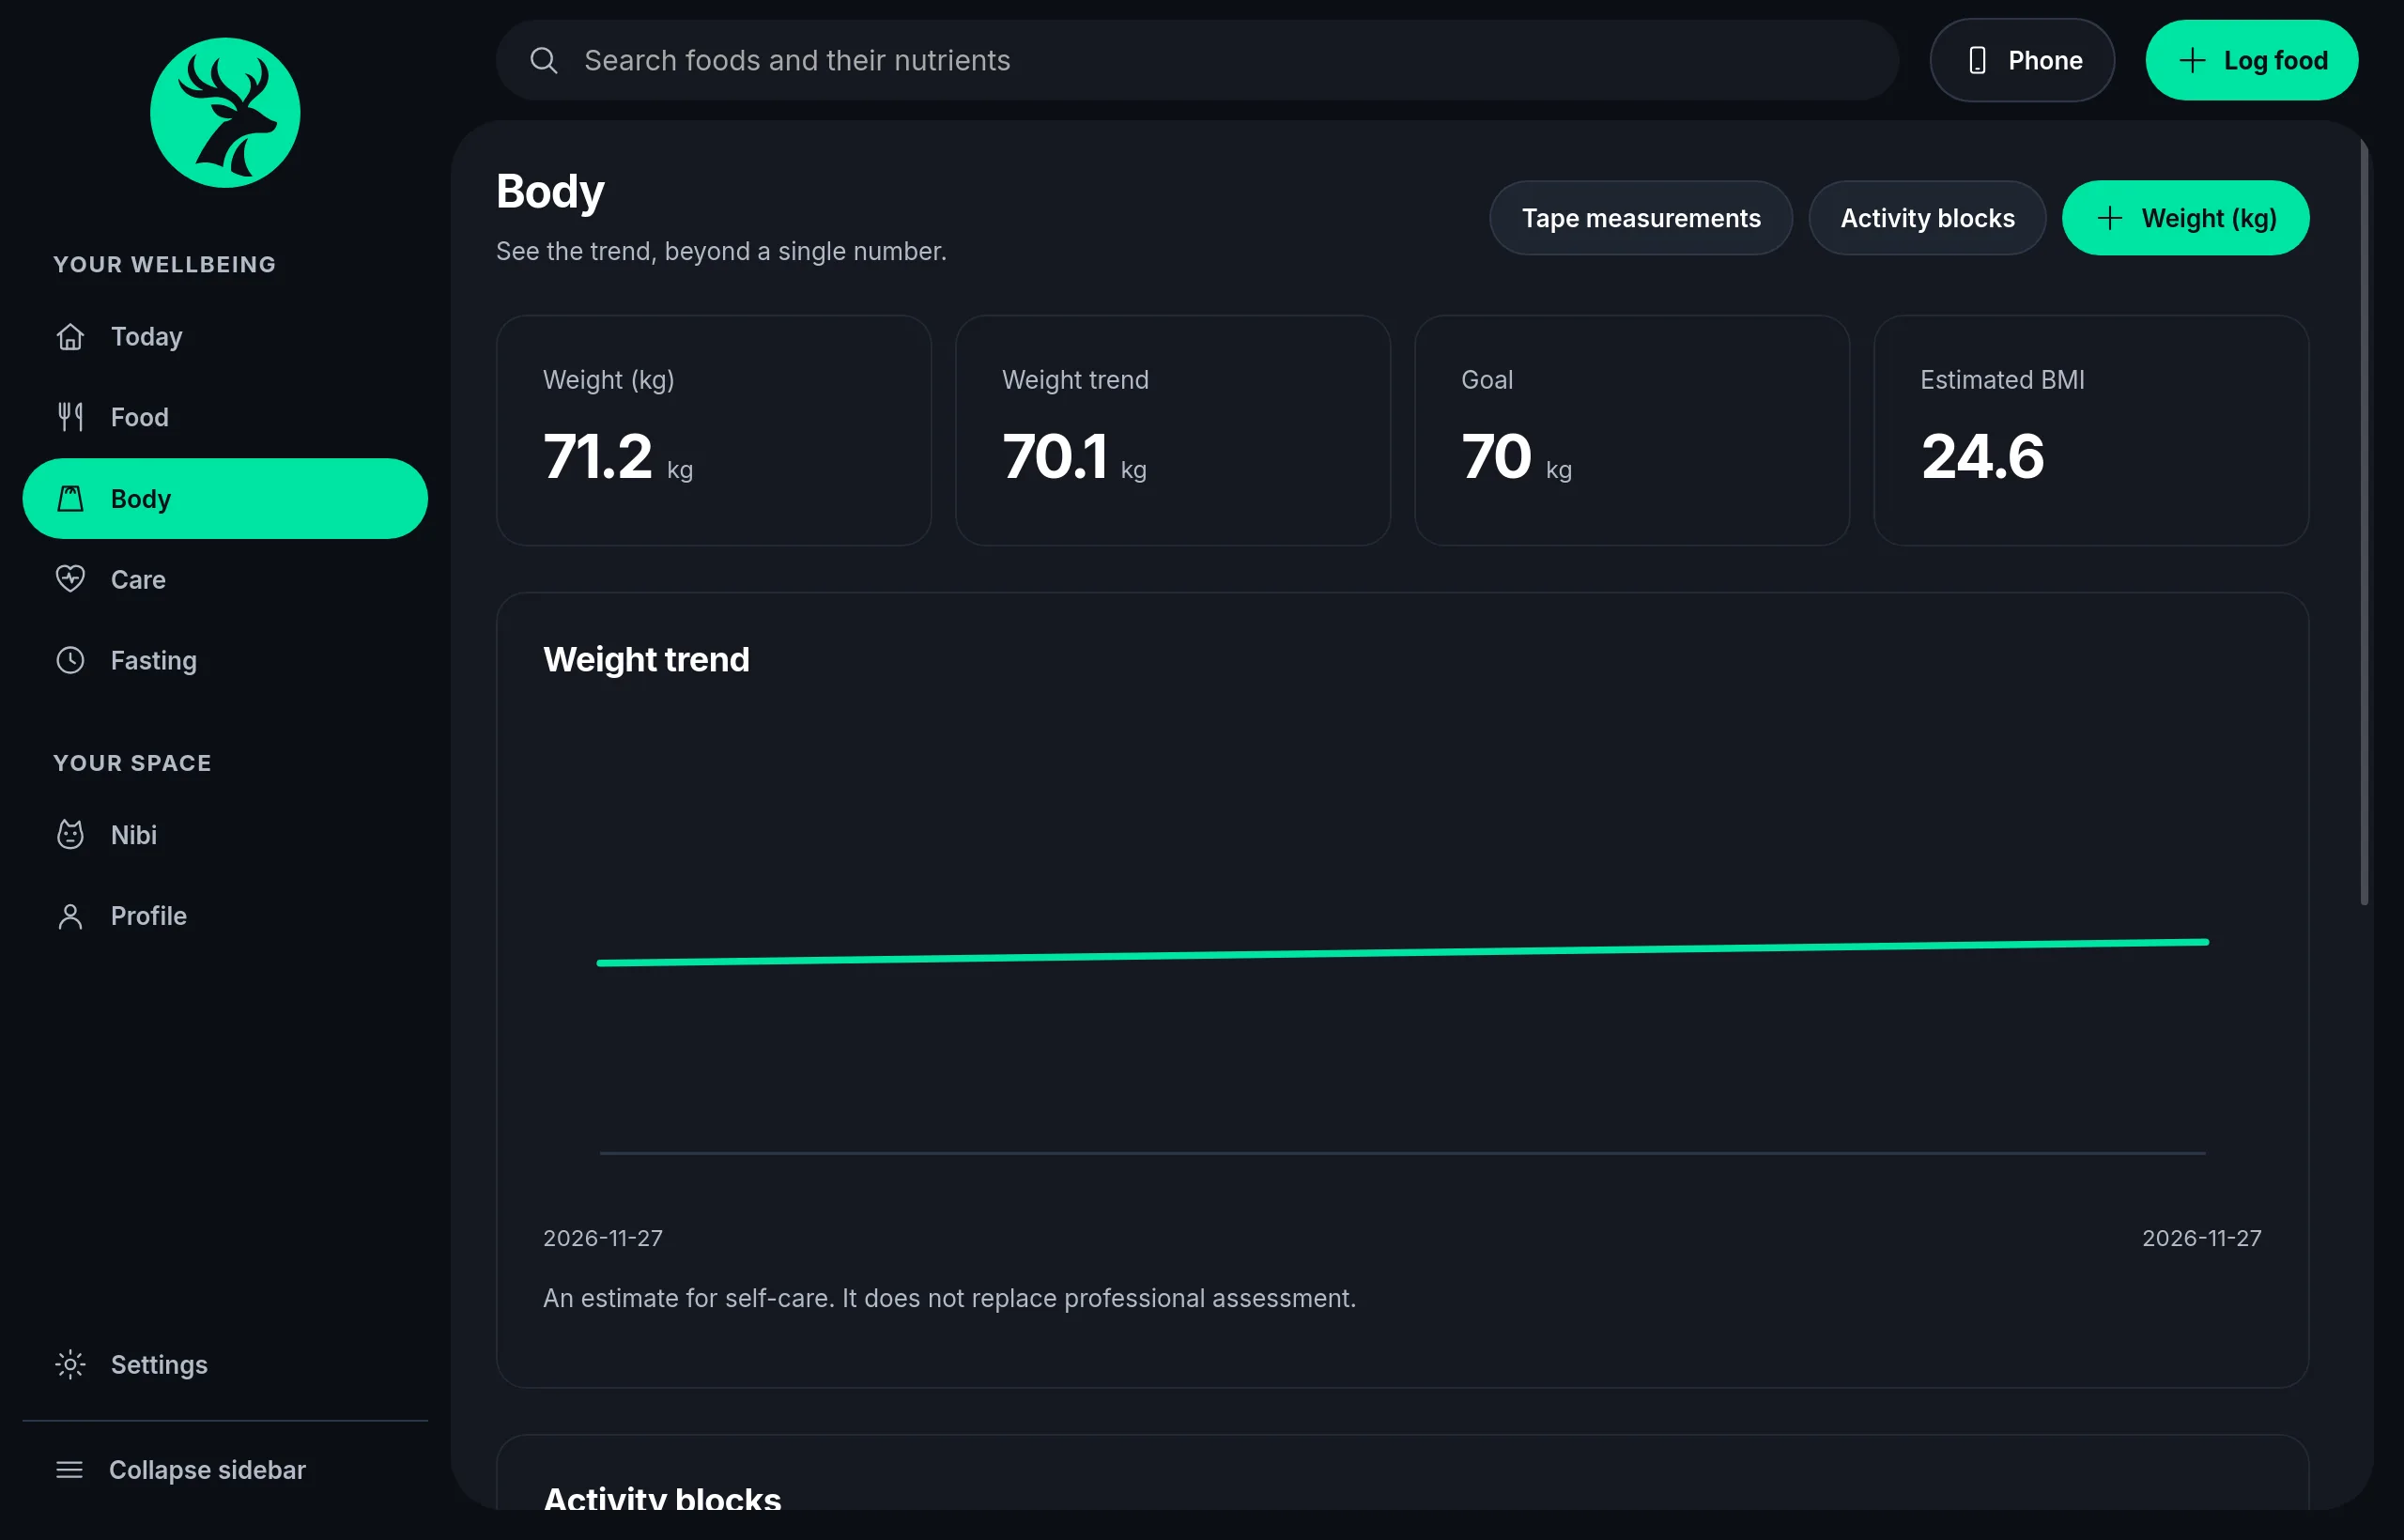 Search foods and their nutrients
Phone
Log food
YOUR WELLBEING
Today
Food
Body
Care
Fasting
YOUR SPACE
Nibi
Profile
Settings
Collapse sidebar
Body
See the trend, beyond a single number.
Tape measurements
Activity blocks
Weight (kg)
Weight (kg)
71.2 kg
Weight trend
70.1 kg
Goal
70 kg
Estimated BMI
24.6
Weight trend
2026-11-27
2026-11-27
An estimate for self-care. It does not replace professional assessment.
Activity blocks